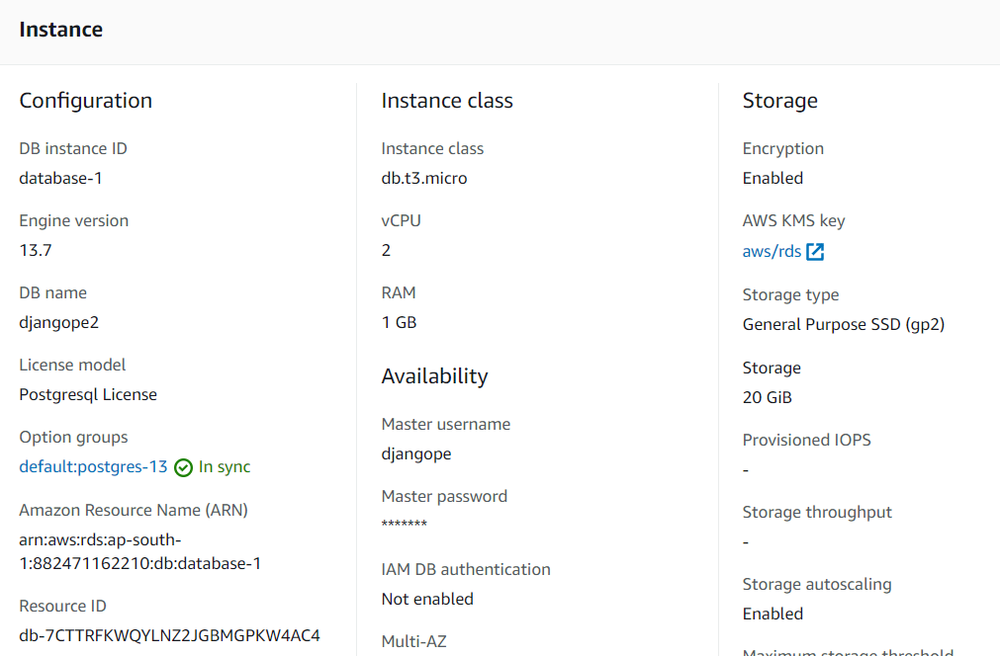 Instance
Configuration
DB instance ID
database-1
Engine version
13.7
DB name
djangope2
License model
Postgresql License
Option groups
default:postgres-13 In sync
Amazon Resource Name (ARN)
arn:aws:rds:ap-south-
1:882471162210:db:database-1
Resource ID
db-7CTTRFKWQYLNZ2JGBMGPKW4AC4
Instance class
Instance class
db.t3.micro
vCPU
2
RAM
1 GB
Availability
Master username
djangope
Master password
*******
IAM DB authentication
Not enabled
Multi-AZ
Storage
Encryption
Enabled
AWS KMS key
aws/rds
Storage type
General Purpose SSD (gp2)
Storage
20 GiB
Provisioned IOPS
-
Storage throughput
-
Storage autoscaling
Enabled
Maximum storage threshold